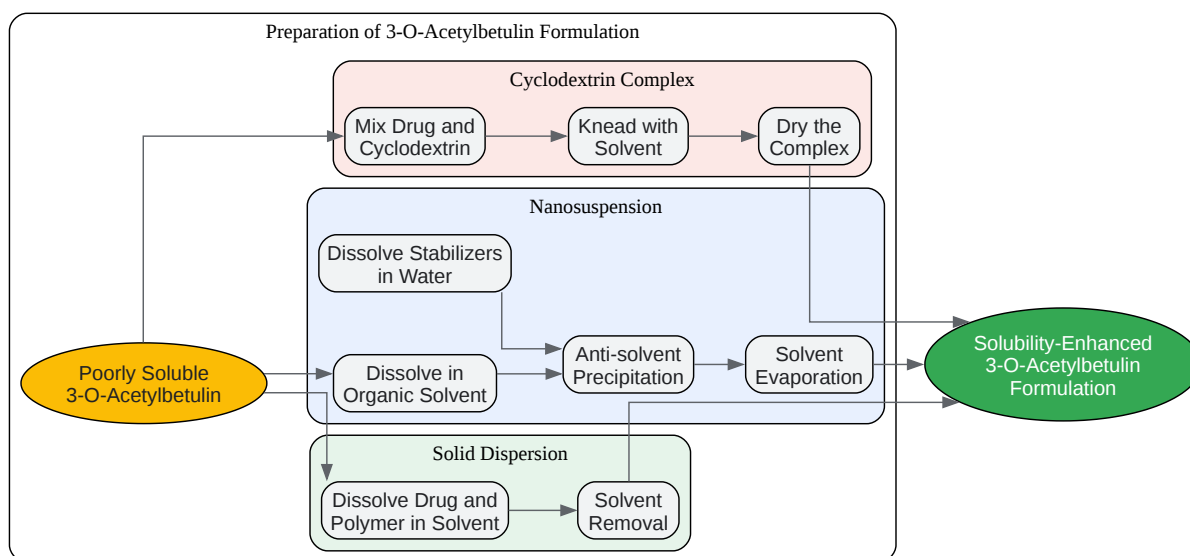 Preparation of 3-O-Acetylbetulin Formulation
Cyclodextrin Complex
Mix Drug and
Cyclodextrin
Knead with
Solvent
Dry the
Complex
Nanosuspension
Dissolve Stabilizers
in Water
Poorly Soluble
3-O-Acetylbetulin
Dissolve in
Organic Solvent
Anti-solvent
Precipitation
Solvent
Evaporation
Solubility-Enhanced
3-O-Acetylbetulin
Formulation
Solid Dispersion
Dissolve Drug and
Polymer in Solvent
Solvent
Removal